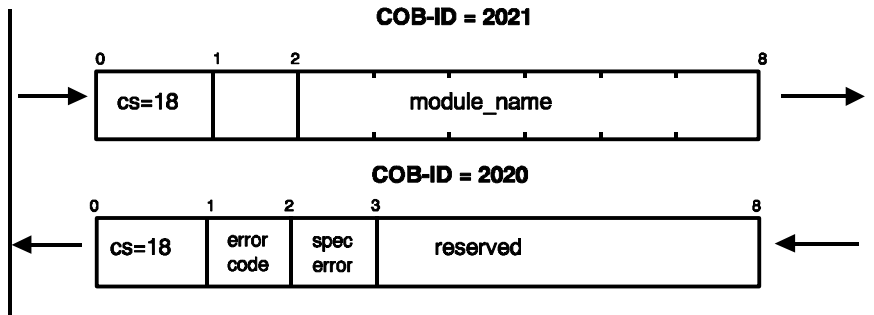 COB-ID = 2021
0 1 2 8
cs=18 module_name
COB-ID = 2020
0 1 2 3 8
cs=18 error code spec error reserved